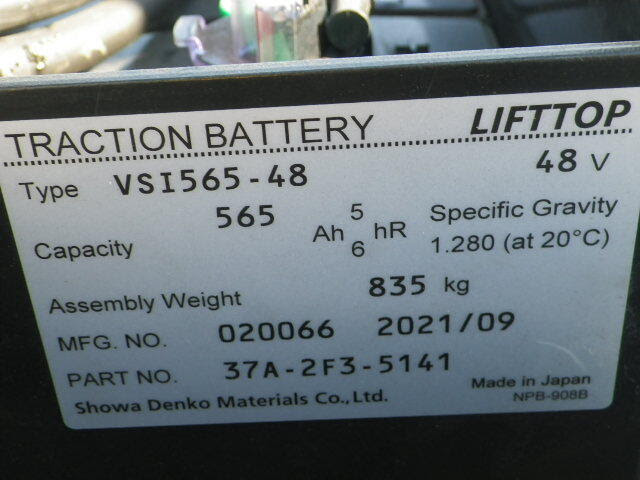 TRACTION BATTERY LIFTTOP
Type VSI565-48 48 V
Capacity 565 Ah 5 hR Specific Gravity
6 1.280 (at 20°C)
Assembly Weight 835 kg
MFG. NO. 020066 2021/09
PART NO. 37A-2F3-5141
Made in Japan
Showa Denko Materials Co.,Ltd. NPB-908B